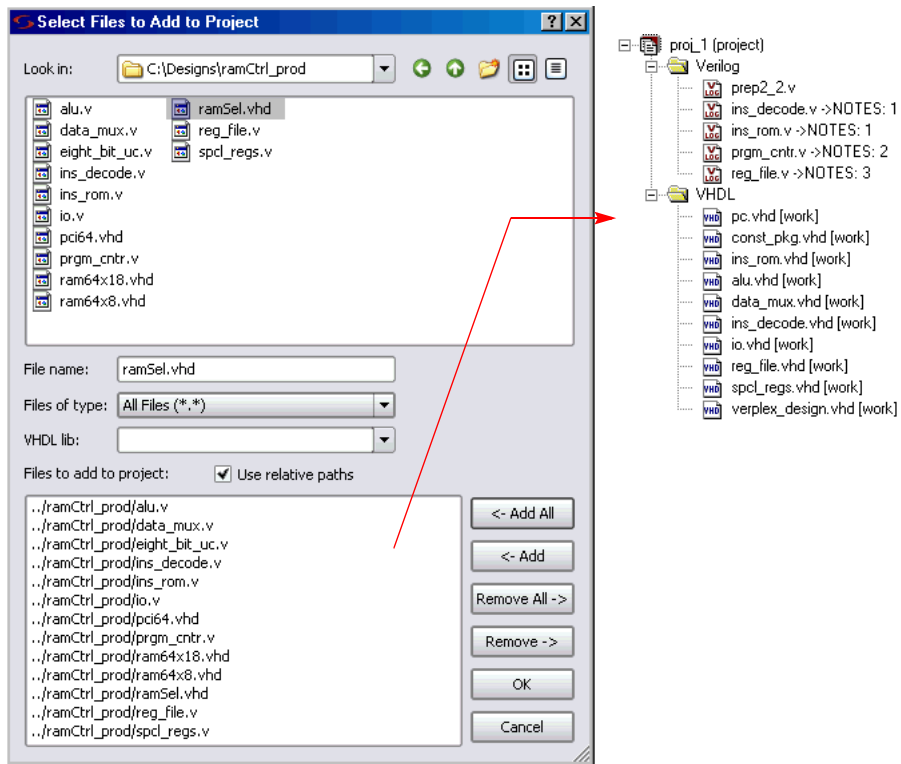 Select Files to Add to Project
Look in:
C:\Designs\ramCtrl_prod
alu.v
data_mux.v
eight_bit_uc.v
ins_decode.v
ins_rom.v
io.v
pci64.vhd
prgm_cntr.v
ram64x18.vhd
ram64x8.vhd
ramSel.vhd
reg_file.v
spcl_regs.v
File name:
ramSel.vhd
Files of type:
All Files (*.*)
VHDL lib:
Files to add to project:
Use relative paths
../ramCtrl_prod/alu.v
../ramCtrl_prod/data_mux.v
../ramCtrl_prod/eight_bit_uc.v
../ramCtrl_prod/ins_decode.v
../ramCtrl_prod/ins_rom.v
../ramCtrl_prod/io.v
../ramCtrl_prod/pci64.vhd
../ramCtrl_prod/prgm_cntr.v
../ramCtrl_prod/ram64x18.vhd
../ramCtrl_prod/ram64x8.vhd
../ramCtrl_prod/ramSel.vhd
../ramCtrl_prod/reg_file.v
../ramCtrl_prod/spcl_regs.v
<- Add All
<- Add
Remove All ->
Remove ->
OK
Cancel
proj_1 (project)
Verilog
prep2_2.v
ins_decode.v ->NOTES: 1
ins_rom.v ->NOTES: 1
prgm_cntr.v ->NOTES: 2
reg_file.v ->NOTES: 3
VHDL
pc.vhd [work]
const_pkg.vhd [work]
ins_rom.vhd [work]
alu.vhd [work]
data_mux.vhd [work]
ins_decode.vhd [work]
io.vhd [work]
reg_file.vhd [work]
spcl_regs.vhd [work]
verplex_design.vhd [work]